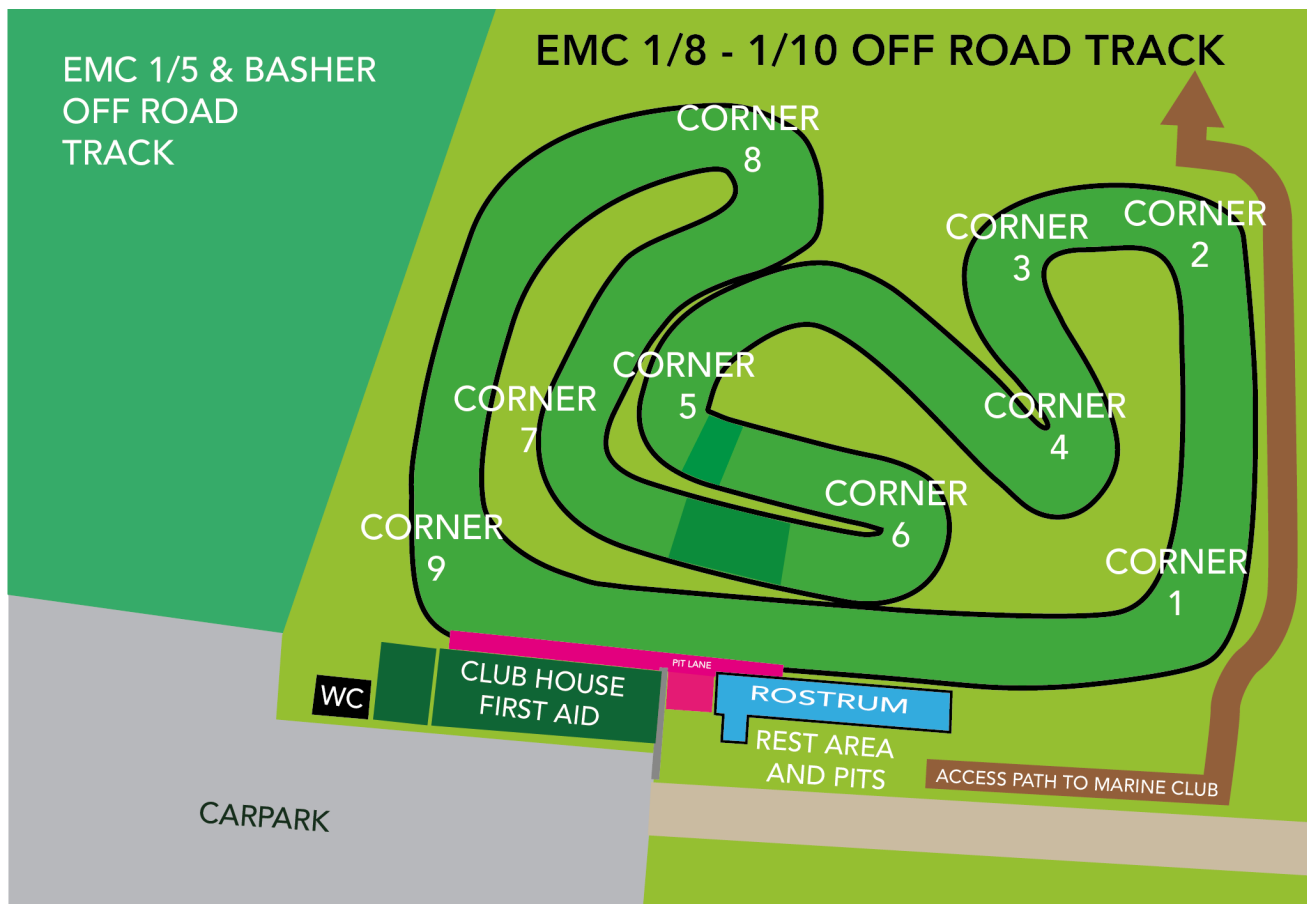 EMC 1/8 - 1/10 OFF ROAD TRACK
EMC 1/5 & BASHER
OFF ROAD
TRACK
CORNER
8
CORNER
3
CORNER
2
CORNER
5
CORNER
7
CORNER
4
CORNER
6
CORNER
9
CORNER
1
PIT LANE
CLUB HOUSE
FIRST AID
WC
ROSTRUM
REST AREA
AND PITS
ACCESS PATH TO MARINE CLUB
CARPARK